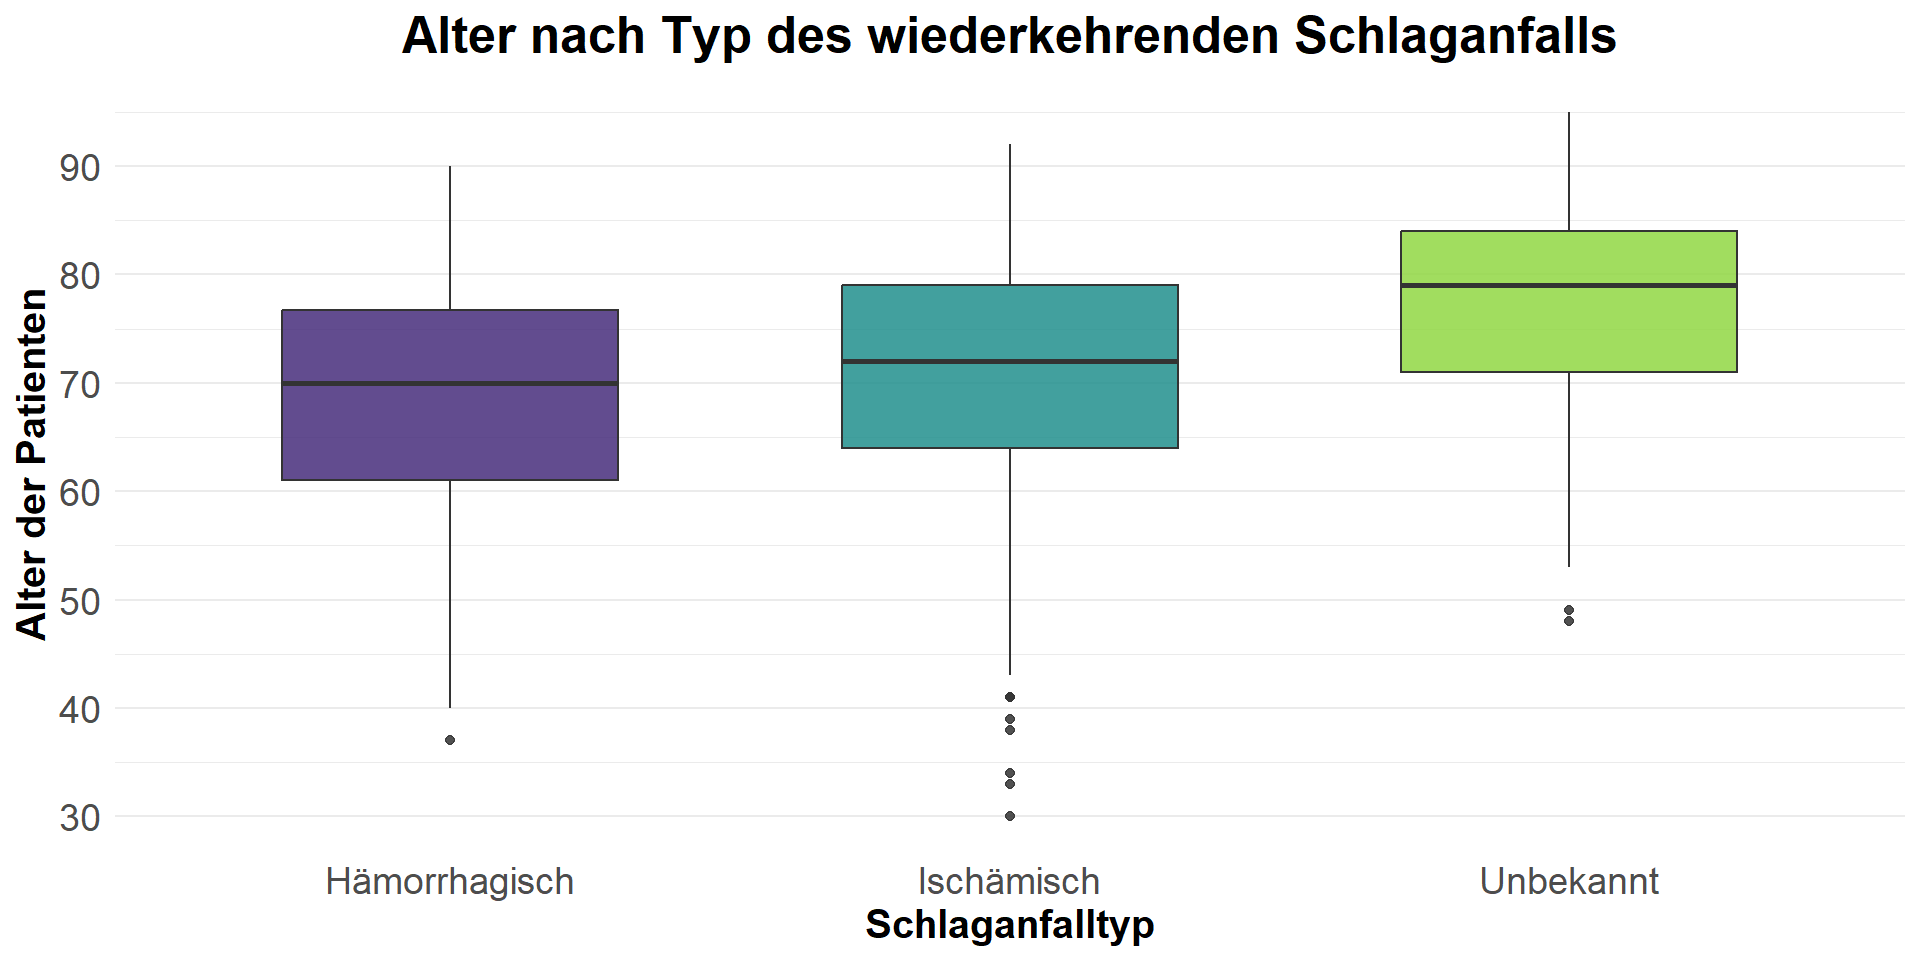 Alter nach Typ des wiederkehrenden Schlaganfalls
Alter der Patienten
90
80
70
60
50
40
30
Hämorrhagisch
Ischämisch
Unbekannt
Schlaganfalltyp